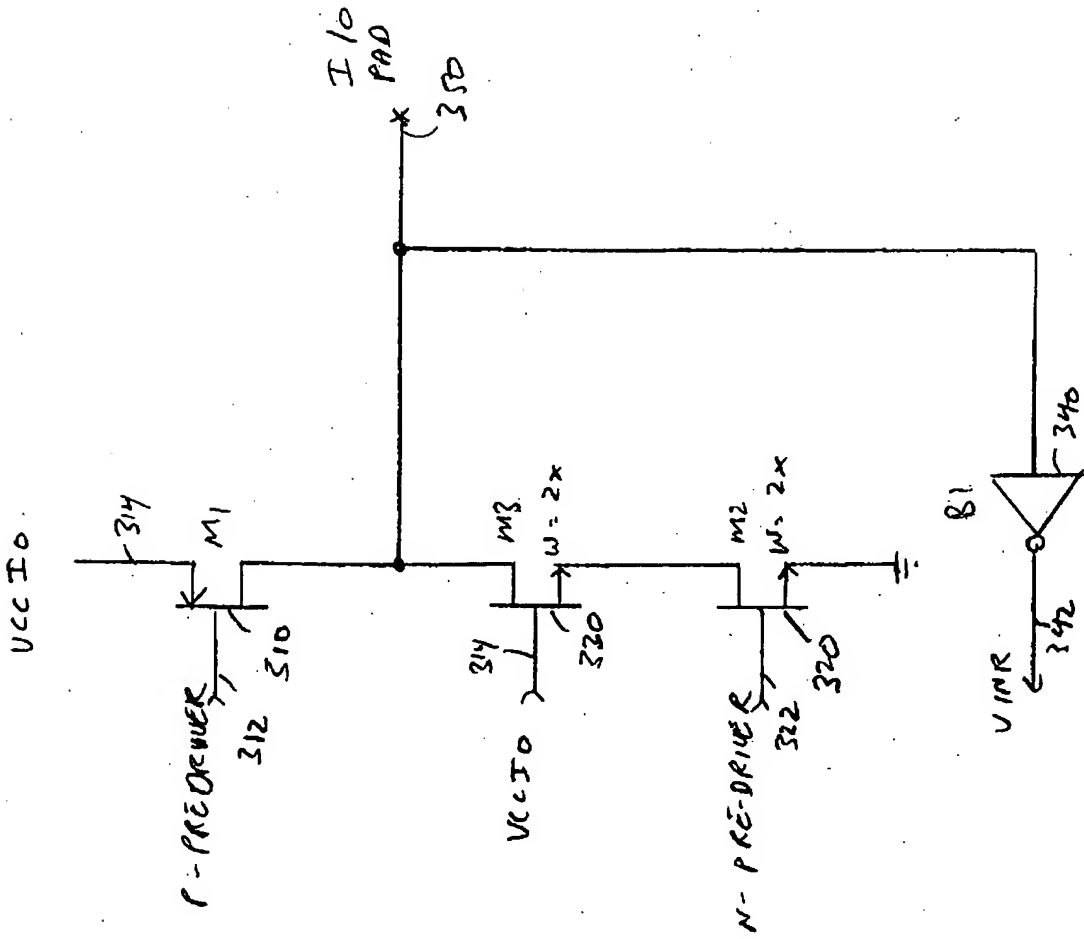 VCCIO
314
M1
P-PREDRIVER
312
310
I/O
PAD
350
M3
W=2x
314
VCCIO
330
M2
W=2x
N-PRE-DRIVER
322
320
B1
340
342
VINR